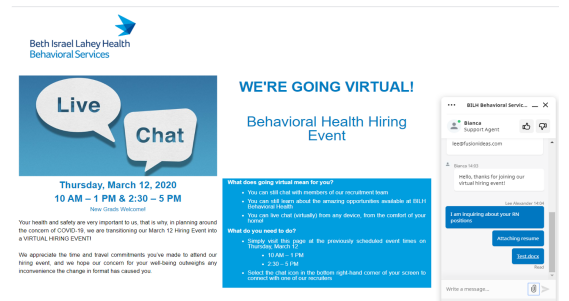 Beth Israel Lahey Health
Behavioral Services
Live
Chat
Thursday, March 12, 2020
10 AM – 1 PM & 2:30 – 5 PM
New Grads Welcome!
Your health and safety are very important to us, that is why, in planning around
the concern of COVID-19, we are transitioning our March 12 Hiring Event into
a VIRTUAL HIRING EVENT!
We appreciate the time and travel commitments you've made to attend our
hiring event, and we hope our concern for your well-being outweighs any
inconvenience the change in format has caused you.
WE'RE GOING VIRTUAL!
Behavioral Health Hiring
Event
What does going virtual mean for you?
• You can still chat with members of our recruitment team
• You can still learn about the amazing opportunities available at BILH
Behavioral Health
• You can live chat (virtually) from any device, from the comfort of your
home!
What do you need to do?
• Simply visit this page at the previously scheduled event times on
Thursday, March 12
• 10 AM – 1 PM
• 2:30 – 5 PM
• Select the chat icon in the bottom right-hand corner of your screen to
connect with one of our recruiters
BILH Behavioral Servic...
Bianca
Support Agent
lee@fusionideas.com
Bianca 14:03
Hello, thanks for joining our
virtual hiring event!
Lee Alexander 14:04
I am inquiring about your RN
positions
Attaching resume
Test.docx
Read
Write a message...